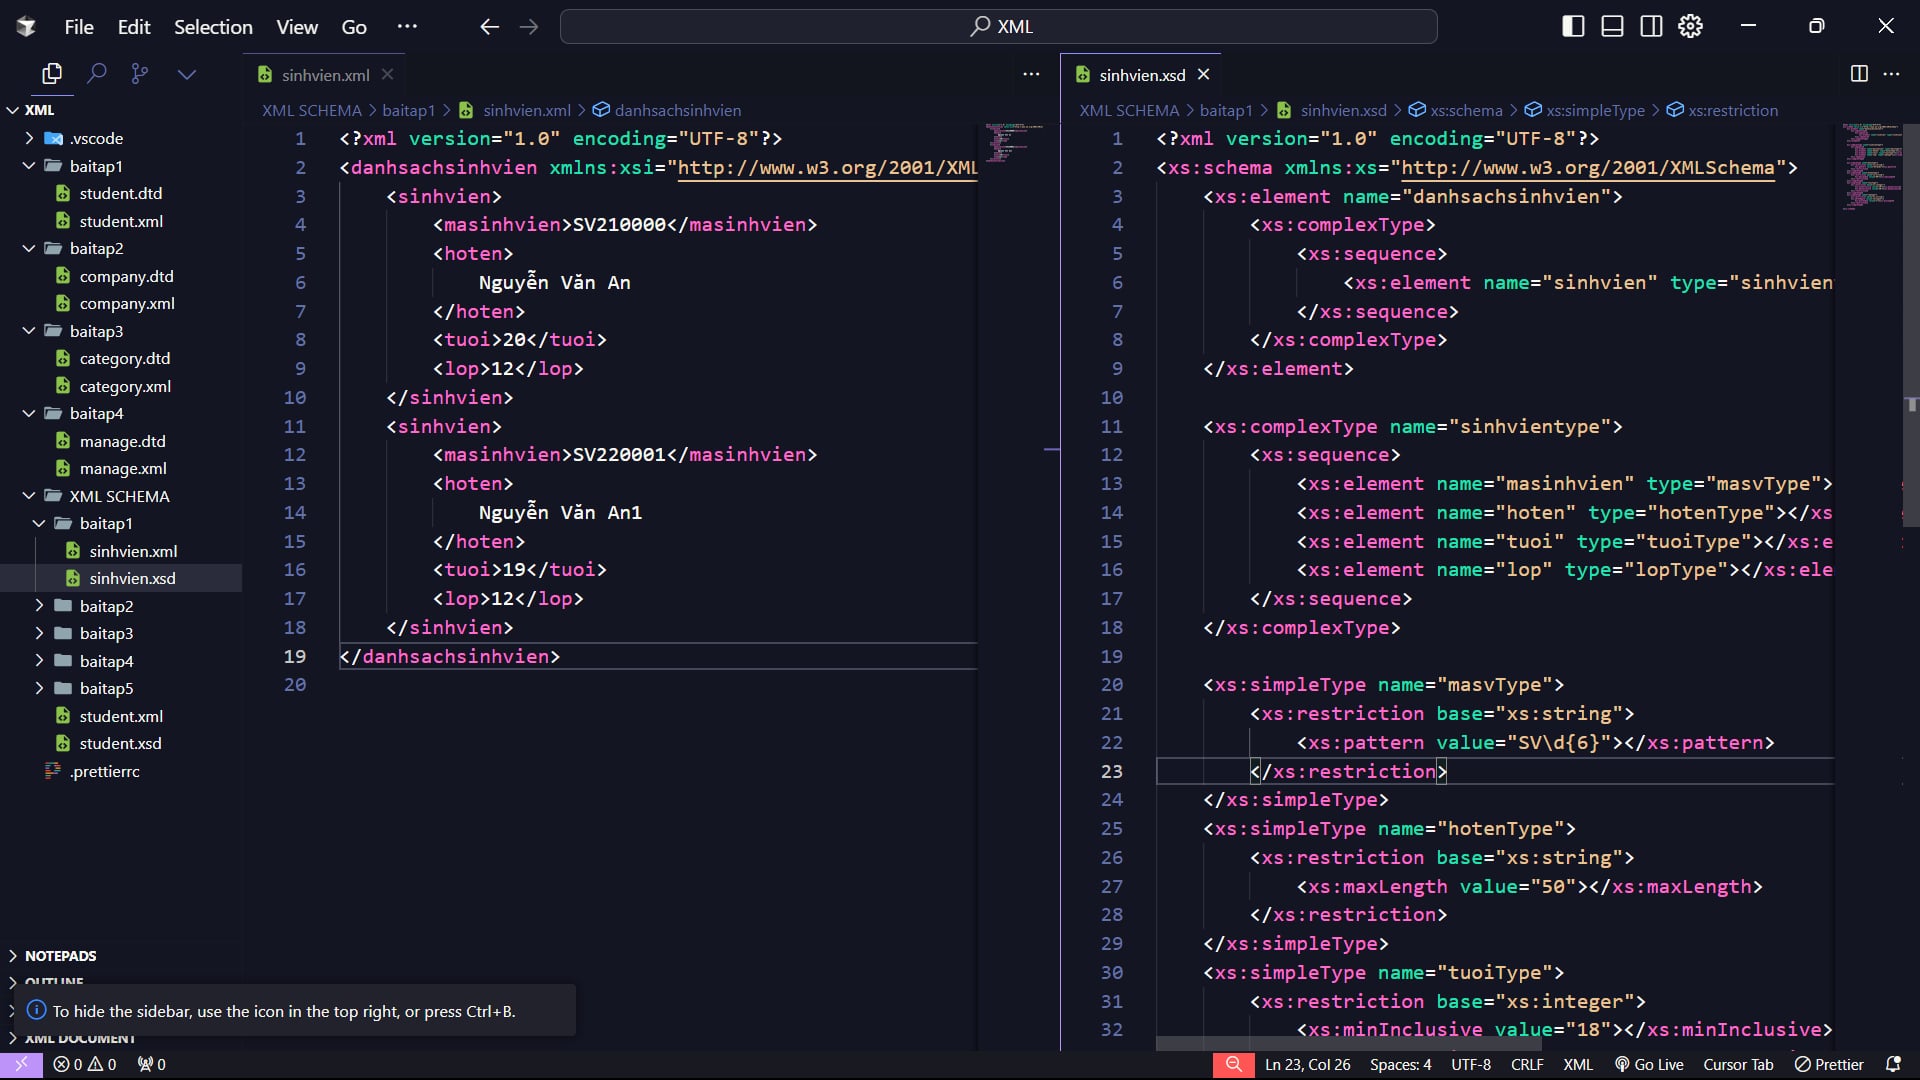 File Edit Selection View Go ··· XML
sinhvien.xml
sinhvien.xsd
XML
.vscode
baitap1
student.dtd
student.xml
baitap2
company.dtd
company.xml
baitap3
category.dtd
category.xml
baitap4
manage.dtd
manage.xml
XML SCHEMA
baitap1
sinhvien.xml
sinhvien.xsd
baitap2
baitap3
baitap4
baitap5
student.xml
student.xsd
.prettierrc
NOTEPADS
OUTLINE
XML DOCUMENT
To hide the sidebar, use the icon in the top right, or press Ctrl+B.
XML SCHEMA > baitap1 > sinhvien.xml > danhsachsinhvien
1 <?xml version="1.0" encoding="UTF-8"?>
2 <danhsachsinhvien xmlns:xsi="http://www.w3.org/2001/XML
3 <sinhvien>
4 <masinhvien>SV210000</masinhvien>
5 <hoten>
6 Nguyễn Văn An
7 </hoten>
8 <tuoi>20</tuoi>
9 <lop>12</lop>
10 </sinhvien>
11 <sinhvien>
12 <masinhvien>SV220001</masinhvien>
13 <hoten>
14 Nguyễn Văn An1
15 </hoten>
16 <tuoi>19</tuoi>
17 <lop>12</lop>
18 </sinhvien>
19 </danhsachsinhvien>
20
XML SCHEMA > baitap1 > sinhvien.xsd > xs:schema > xs:simpleType > xs:restriction
1 <?xml version="1.0" encoding="UTF-8"?>
2 <xs:schema xmlns:xs="http://www.w3.org/2001/XMLSchema">
3 <xs:element name="danhsachsinhvien">
4 <xs:complexType>
5 <xs:sequence>
6 <xs:element name="sinhvien" type="sinhvien
7 </xs:sequence>
8 </xs:complexType>
9 </xs:element>
10
11 <xs:complexType name="sinhvientype">
12 <xs:sequence>
13 <xs:element name="masinhvien" type="masvType">
14 <xs:element name="hoten" type="hotenType"></xs
15 <xs:element name="tuoi" type="tuoiType"></xs:e
16 <xs:element name="lop" type="lopType"></xs:ele
17 </xs:sequence>
18 </xs:complexType>
19
20 <xs:simpleType name="masvType">
21 <xs:restriction base="xs:string">
22 <xs:pattern value="SV\d{6}"></xs:pattern>
23 </xs:restriction>
24 </xs:simpleType>
25 <xs:simpleType name="hotenType">
26 <xs:restriction base="xs:string">
27 <xs:maxLength value="50"></xs:maxLength>
28 </xs:restriction>
29 </xs:simpleType>
30 <xs:simpleType name="tuoiType">
31 <xs:restriction base="xs:integer">
32 <xs:minInclusive value="18"></xs:minInclusive>
0 0 0 Ln 23, Col 26 Spaces: 4 UTF-8 CRLF XML Go Live Cursor Tab Prettier